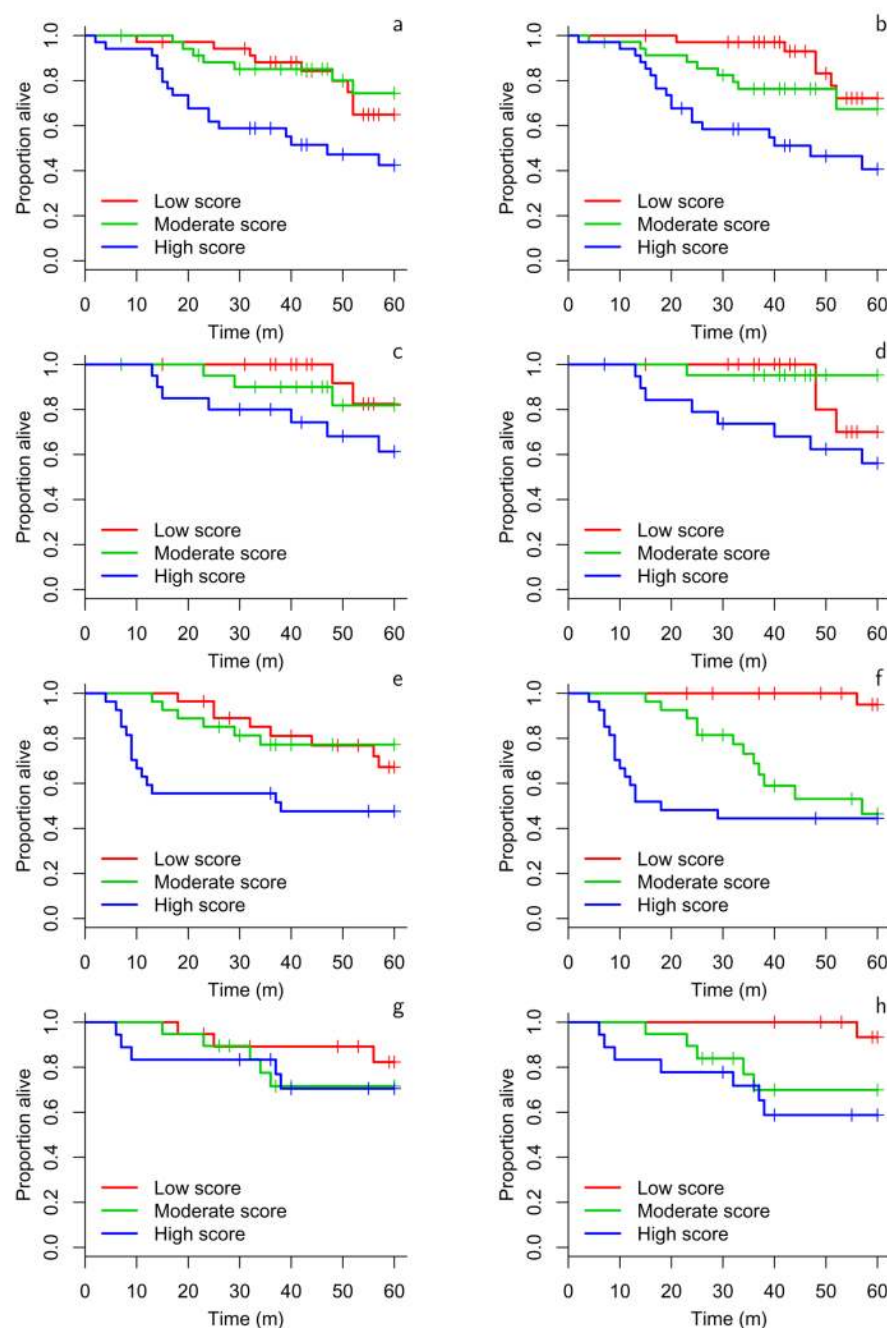 a
Proportion alive
0.0 0.2 0.4 0.6 0.8 1.0
Low score
Moderate score
High score
0 10 20 30 40 50 60
Time (m)
b
Proportion alive
0.0 0.2 0.4 0.6 0.8 1.0
Low score
Moderate score
High score
0 10 20 30 40 50 60
Time (m)
c
Proportion alive
0.0 0.2 0.4 0.6 0.8 1.0
Low score
Moderate score
High score
0 10 20 30 40 50 60
Time (m)
d
Proportion alive
0.0 0.2 0.4 0.6 0.8 1.0
Low score
Moderate score
High score
0 10 20 30 40 50 60
Time (m)
e
Proportion alive
0.0 0.2 0.4 0.6 0.8 1.0
Low score
Moderate score
High score
0 10 20 30 40 50 60
Time (m)
f
Proportion alive
0.0 0.2 0.4 0.6 0.8 1.0
Low score
Moderate score
High score
0 10 20 30 40 50 60
Time (m)
g
Proportion alive
0.0 0.2 0.4 0.6 0.8 1.0
Low score
Moderate score
High score
0 10 20 30 40 50 60
Time (m)
h
Proportion alive
0.0 0.2 0.4 0.6 0.8 1.0
Low score
Moderate score
High score
0 10 20 30 40 50 60
Time (m)